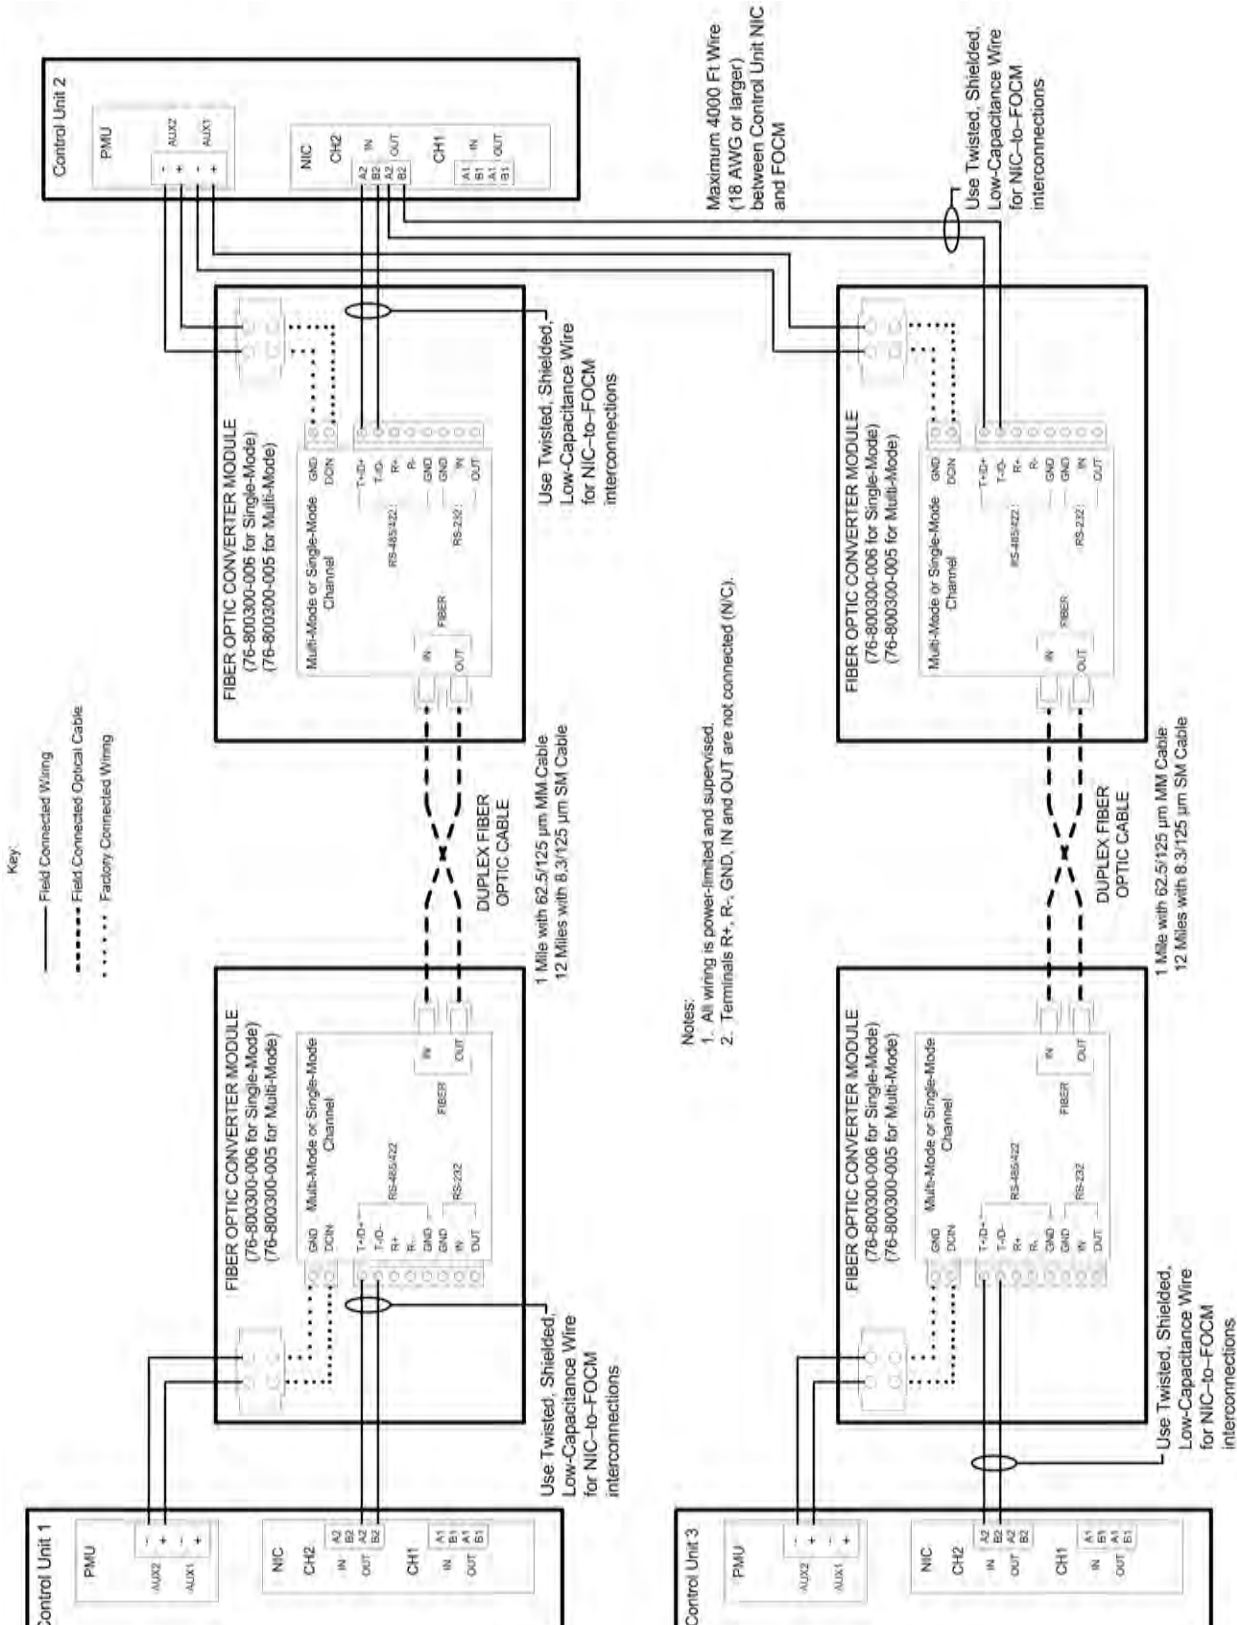 Key:
Field Connected Wiring
Field Connected Optical Cable
Factory Connected Wiring
Control Unit 1
PMU
AUX2
AUX1
-
+
-
+
NIC
CH2
IN
OUT
A2
B2
A2
B2
CH1
IN
OUT
A1
B1
A1
B1
FIBER OPTIC CONVERTER MODULE
(76-800300-006 for Single-Mode)
(76-800300-005 for Multi-Mode)
GND
DCIN
Multi-Mode or Single-Mode
Channel
T+/D+
T-/D-
R+
R-
GND
GND
IN
OUT
RS-485/422
RS-232
FIBER
IN
OUT
Use Twisted, Shielded,
Low-Capacitance Wire
for NIC–to–FOCM
interconnections
DUPLEX FIBER
OPTIC CABLE
1 Mile with 62.5/125 µm MM Cable
12 Miles with 8.3/125 µm SM Cable
FIBER OPTIC CONVERTER MODULE
(76-800300-006 for Single-Mode)
(76-800300-005 for Multi-Mode)
Multi-Mode or Single-Mode
Channel
GND
DCIN
T+/D+
T-/D-
R+
R-
GND
GND
IN
OUT
RS-485/422
RS-232
FIBER
IN
OUT
Use Twisted, Shielded,
Low-Capacitance Wire
for NIC–to–FOCM
interconnections
Control Unit 2
PMU
-
+
-
+
AUX2
AUX1
NIC
CH2
A2
B2
A2
B2
IN
OUT
CH1
A1
B1
A1
B1
IN
OUT
Notes:
1. All wiring is power-limited and supervised.
2. Terminals R+, R-, GND, IN and OUT are not connected (N/C).
Maximum 4000 Ft Wire
(18 AWG or larger)
between Control Unit NIC
and FOCM
Control Unit 3
PMU
AUX2
AUX1
-
+
-
+
NIC
CH2
IN
OUT
A2
B2
A2
B2
CH1
IN
OUT
A1
B1
A1
B1
FIBER OPTIC CONVERTER MODULE
(76-800300-006 for Single-Mode)
(76-800300-005 for Multi-Mode)
GND
DCIN
Multi-Mode or Single-Mode
Channel
T+/D+
T-/D-
R+
R-
GND
GND
IN
OUT
RS-485/422
RS-232
FIBER
IN
OUT
Use Twisted, Shielded,
Low-Capacitance Wire
for NIC–to–FOCM
interconnections
DUPLEX FIBER
OPTIC CABLE
1 Mile with 62.5/125 µm MM Cable
12 Miles with 8.3/125 µm SM Cable
FIBER OPTIC CONVERTER MODULE
(76-800300-006 for Single-Mode)
(76-800300-005 for Multi-Mode)
Multi-Mode or Single-Mode
Channel
GND
DCIN
T+/D+
T-/D-
R+
R-
GND
GND
IN
OUT
RS-485/422
RS-232
FIBER
IN
OUT
Use Twisted, Shielded,
Low-Capacitance Wire
for NIC–to–FOCM
interconnections